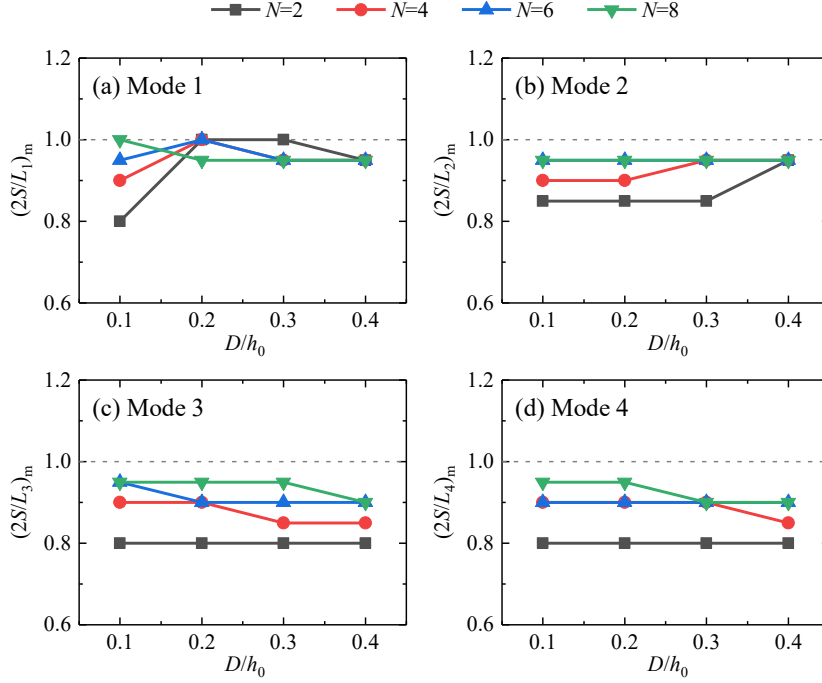 N=2 N=4 N=6 N=8
(a) Mode 1
1.2
1.0
0.8
0.6
(2S/L₁)ₘ
0.1 0.2 0.3 0.4
D/h₀
(b) Mode 2
1.2
1.0
0.8
0.6
(2S/L₂)ₘ
0.1 0.2 0.3 0.4
D/h₀
(c) Mode 3
1.2
1.0
0.8
0.6
(2S/L₃)ₘ
0.1 0.2 0.3 0.4
D/h₀
(d) Mode 4
1.2
1.0
0.8
0.6
(2S/L₄)ₘ
0.1 0.2 0.3 0.4
D/h₀